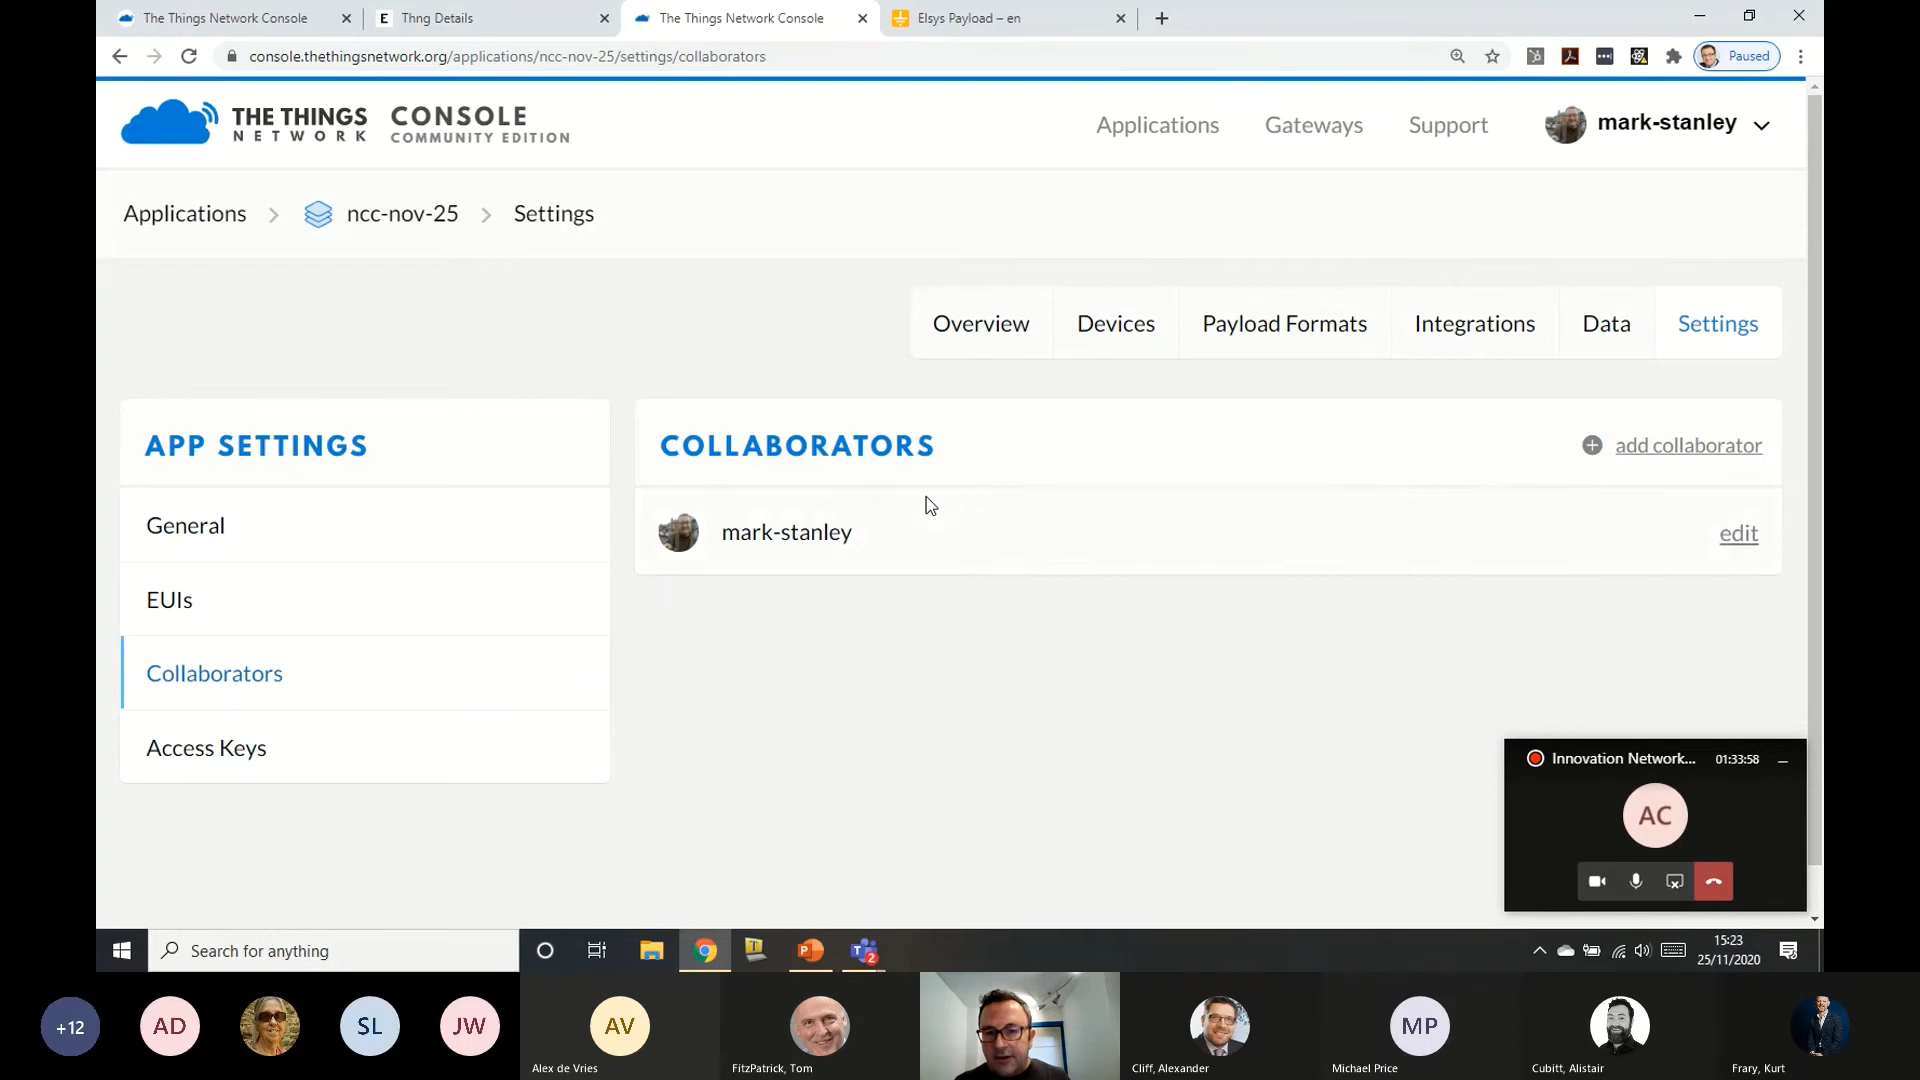 The Things Network Console
E Thng Details
The Things Network Console
Elsys Payload – en
console.thethingsnetwork.org/applications/ncc-nov-25/settings/collaborators
Paused
THE THINGS
NETWORK
CONSOLE
COMMUNITY EDITION
Applications
Gateways
Support
mark-stanley
Applications
ncc-nov-25
Settings
Overview
Devices
Payload Formats
Integrations
Data
Settings
APP SETTINGS
General
EUIs
Collaborators
Access Keys
COLLABORATORS
add collaborator
mark-stanley
edit
Innovation Network...
01:33:58
AC
Search for anything
2
15:23
25/11/2020
+12
AD
SL
JW
AV
Alex de Vries
FitzPatrick, Tom
Cliff, Alexander
MP
Michael Price
Cubitt, Alistair
Frary, Kurt